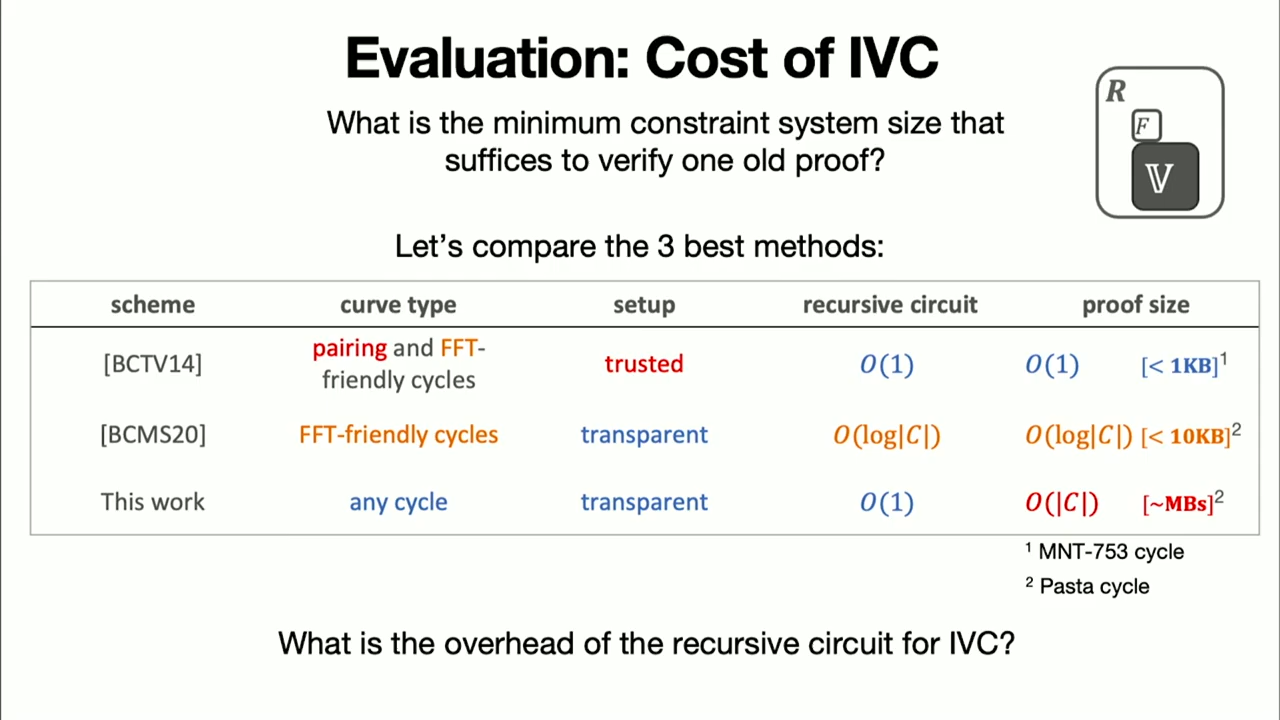 Evaluation: Cost of IVC
What is the minimum constraint system size that
suffices to verify one old proof?
R
F
𝕍
Let's compare the 3 best methods:
scheme curve type setup recursive circuit proof size
[BCTV14] pairing and FFT-friendly cycles trusted O(1) O(1) [< 1KB]¹
[BCMS20] FFT-friendly cycles transparent O(log|C|) O(log|C|) [< 10KB]²
This work any cycle transparent O(1) O(|C|) [~MBs]²
¹ MNT-753 cycle
² Pasta cycle
What is the overhead of the recursive circuit for IVC?